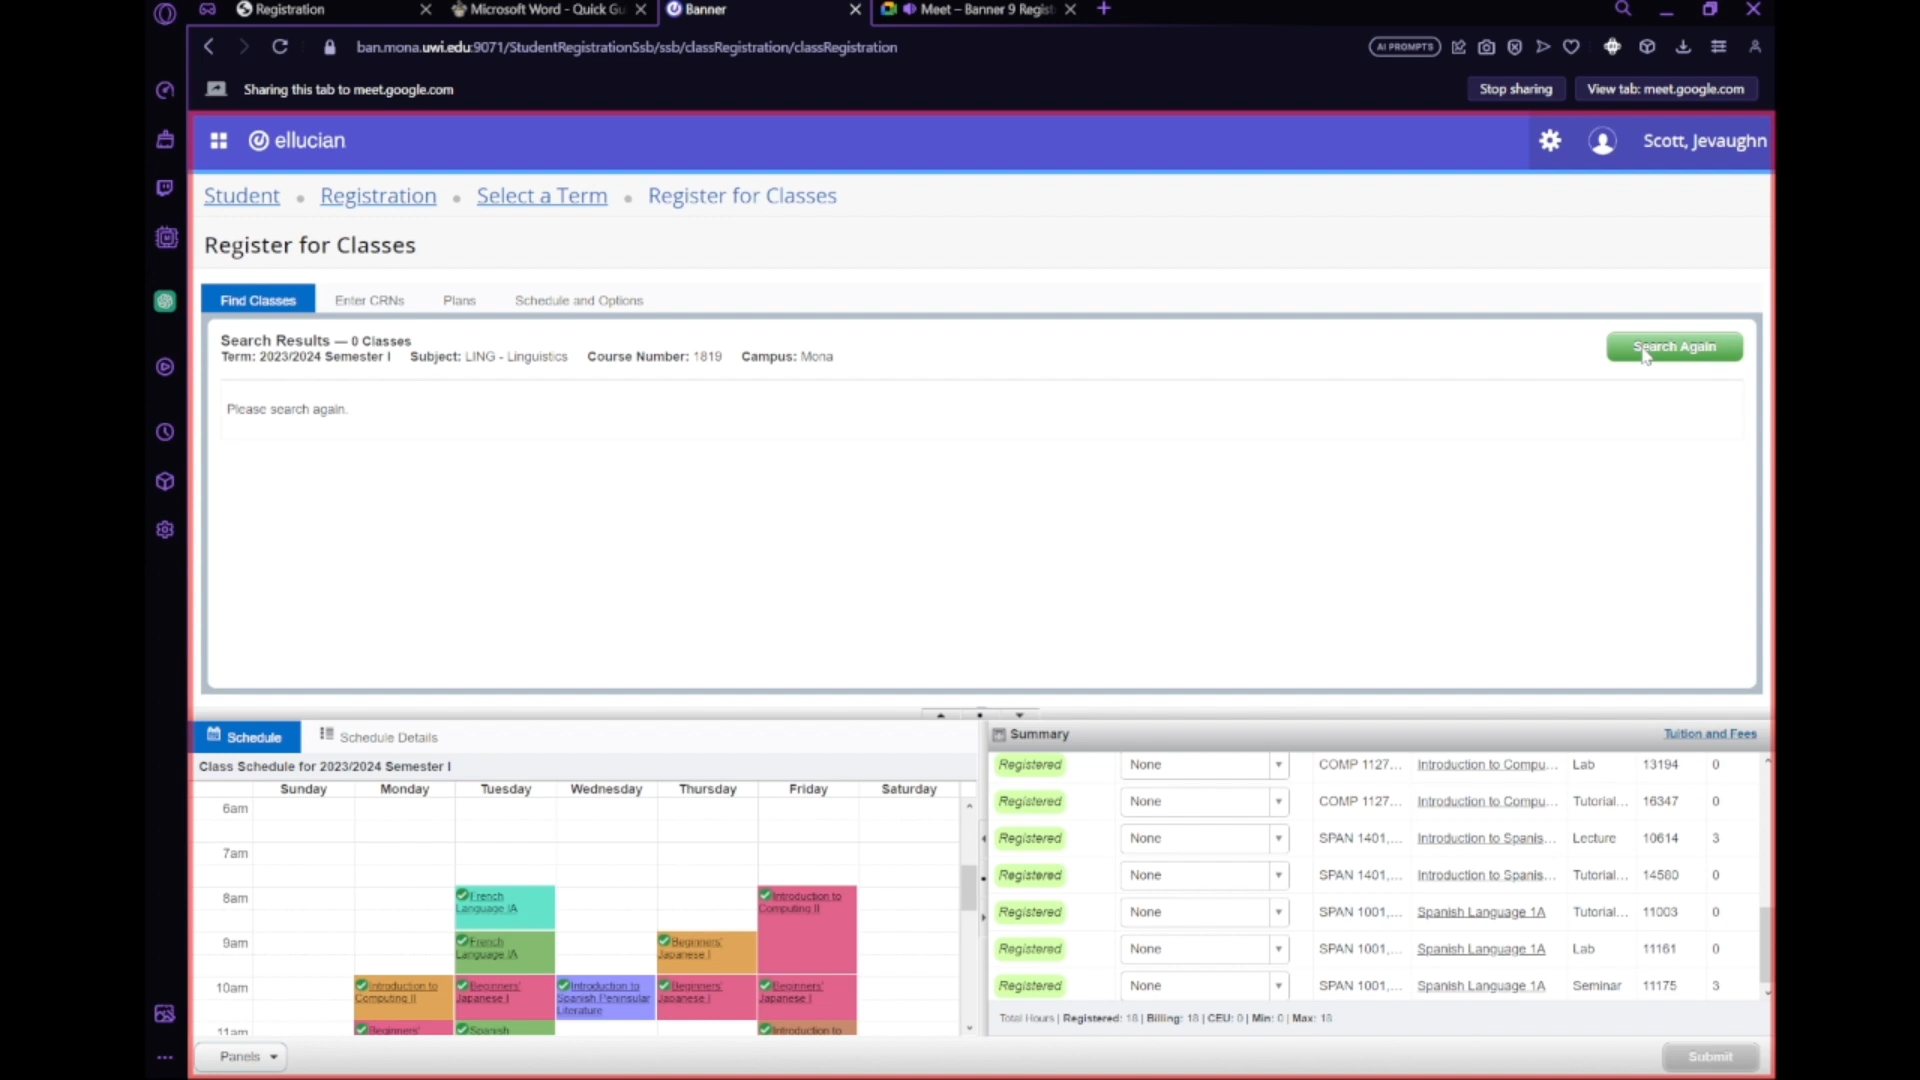 Registration
Microsoft Word - Quick Gu
Banner
Meet – Banner 9 Regist
ban.mona.uwi.edu:9071/StudentRegistrationSsb/ssb/classRegistration/classRegistration
AI PROMPTS
Sharing this tab to meet.google.com
Stop sharing
View tab: meet.google.com
ellucian
Scott, Jevaughn
Student • Registration • Select a Term • Register for Classes
Register for Classes
Find Classes
Enter CRNs
Plans
Schedule and Options
Search Results — 0 Classes
Term: 2023/2024 Semester I Subject: LING - Linguistics Course Number: 1819 Campus: Mona
Search Again
Please search again.
Schedule
Schedule Details
Class Schedule for 2023/2024 Semester I
Sunday Monday Tuesday Wednesday Thursday Friday Saturday
6am
7am
8am
French
Language IA
Introduction to
Computing II
9am
French
Language IA
Beginners'
Japanese I
10am
Introduction to
Computing II
Beginners'
Japanese I
Introduction to
Spanish Peninsular
Literature
Beginners'
Japanese I
Beginners'
Japanese I
11am
Beginners'
Spanish
Introduction to
Summary
Tuition and Fees
Registered None COMP 1127... Introduction to Compu... Lab 13194 0
Registered None COMP 1127... Introduction to Compu... Tutorial... 16347 0
Registered None SPAN 1401,... Introduction to Spanis... Lecture 10614 3
Registered None SPAN 1401,... Introduction to Spanis... Tutorial... 14580 0
Registered None SPAN 1001,... Spanish Language 1A Tutorial... 11003 0
Registered None SPAN 1001,... Spanish Language 1A Lab 11161 0
Registered None SPAN 1001,... Spanish Language 1A Seminar 11175 3
Total Hours | Registered: 18 | Billing: 18 | CEU: 0 | Min: 0 | Max: 18
Panels
Submit